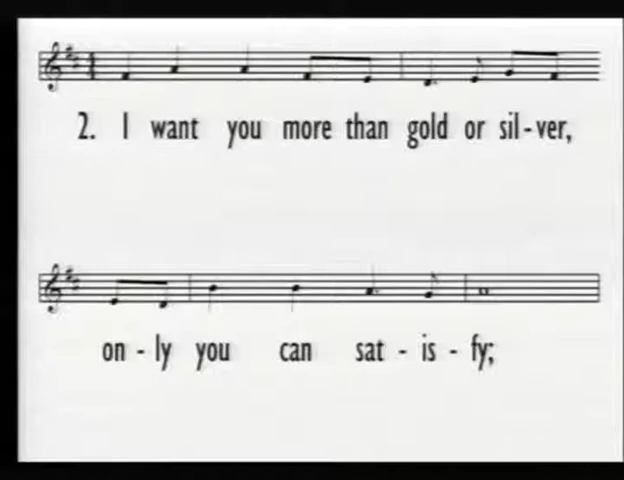 2. I want you more than gold or sil-ver,
on - ly you can sat - is - fy;